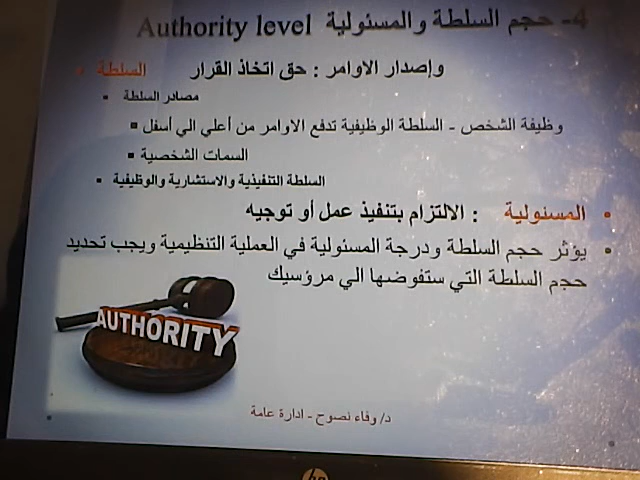 4- حجم السلطة والمسئولية Authority level
السلطة : حق اتخاذ القرار وإصدار الاوامر
مصادر السلطة
وظيفة الشخص - السلطة الوظيفية تدفع الاوامر من أعلي الي أسفل
السمات الشخصية
السلطة التنفيذية والاستشارية والوظيفية
المسئولية : الالتزام بتنفيذ عمل أو توجيه
يؤثر حجم السلطة ودرجة المسئولية في العملية التنظيمية ويجب تحديد
حجم السلطة التي ستفوضها الي مرؤسيك
AUTHORITY
د/ وفاء نصوح - ادارة عامة
hp